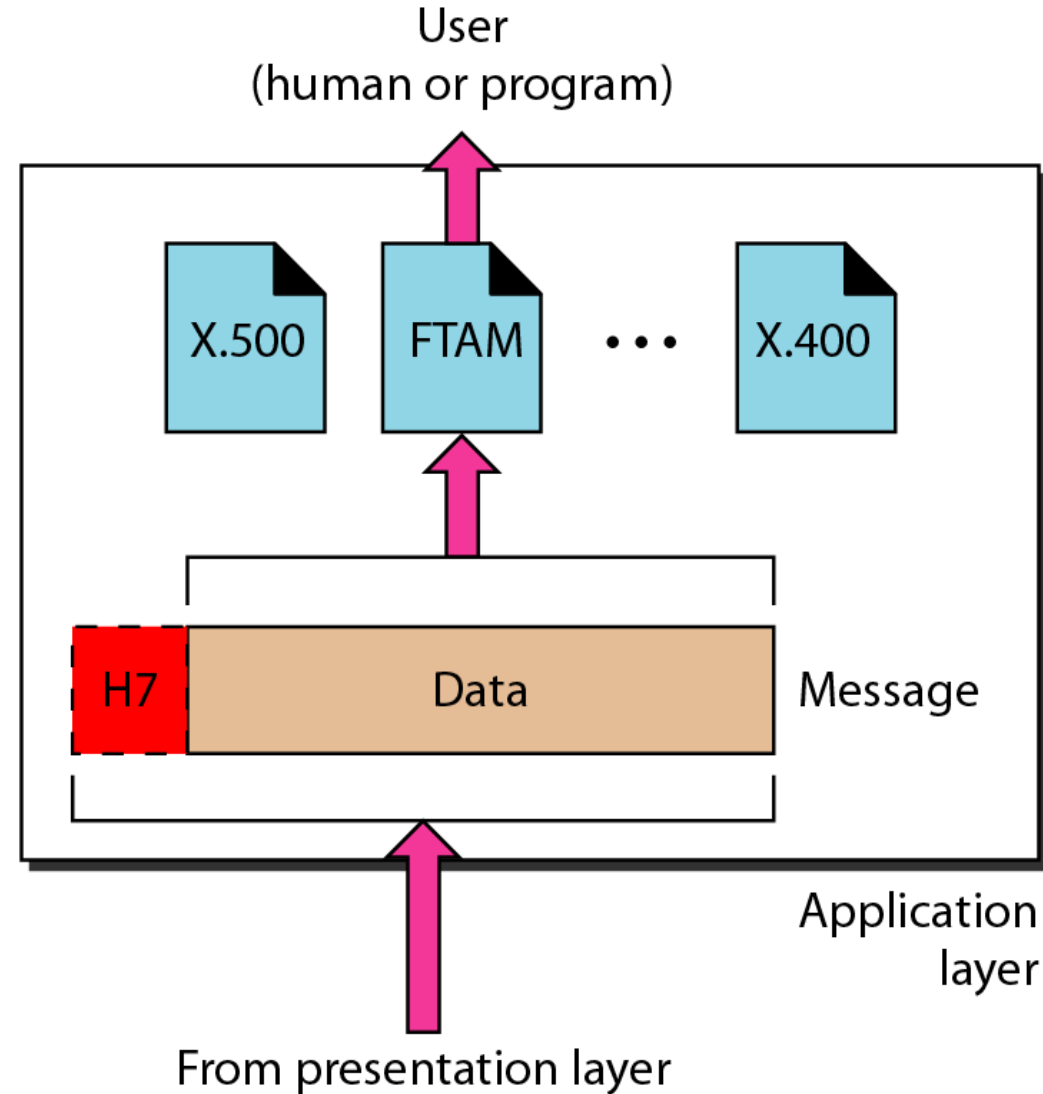 User
(human or program)
X.500 FTAM ... X.400
H7 Data Message
Application
layer
From presentation layer